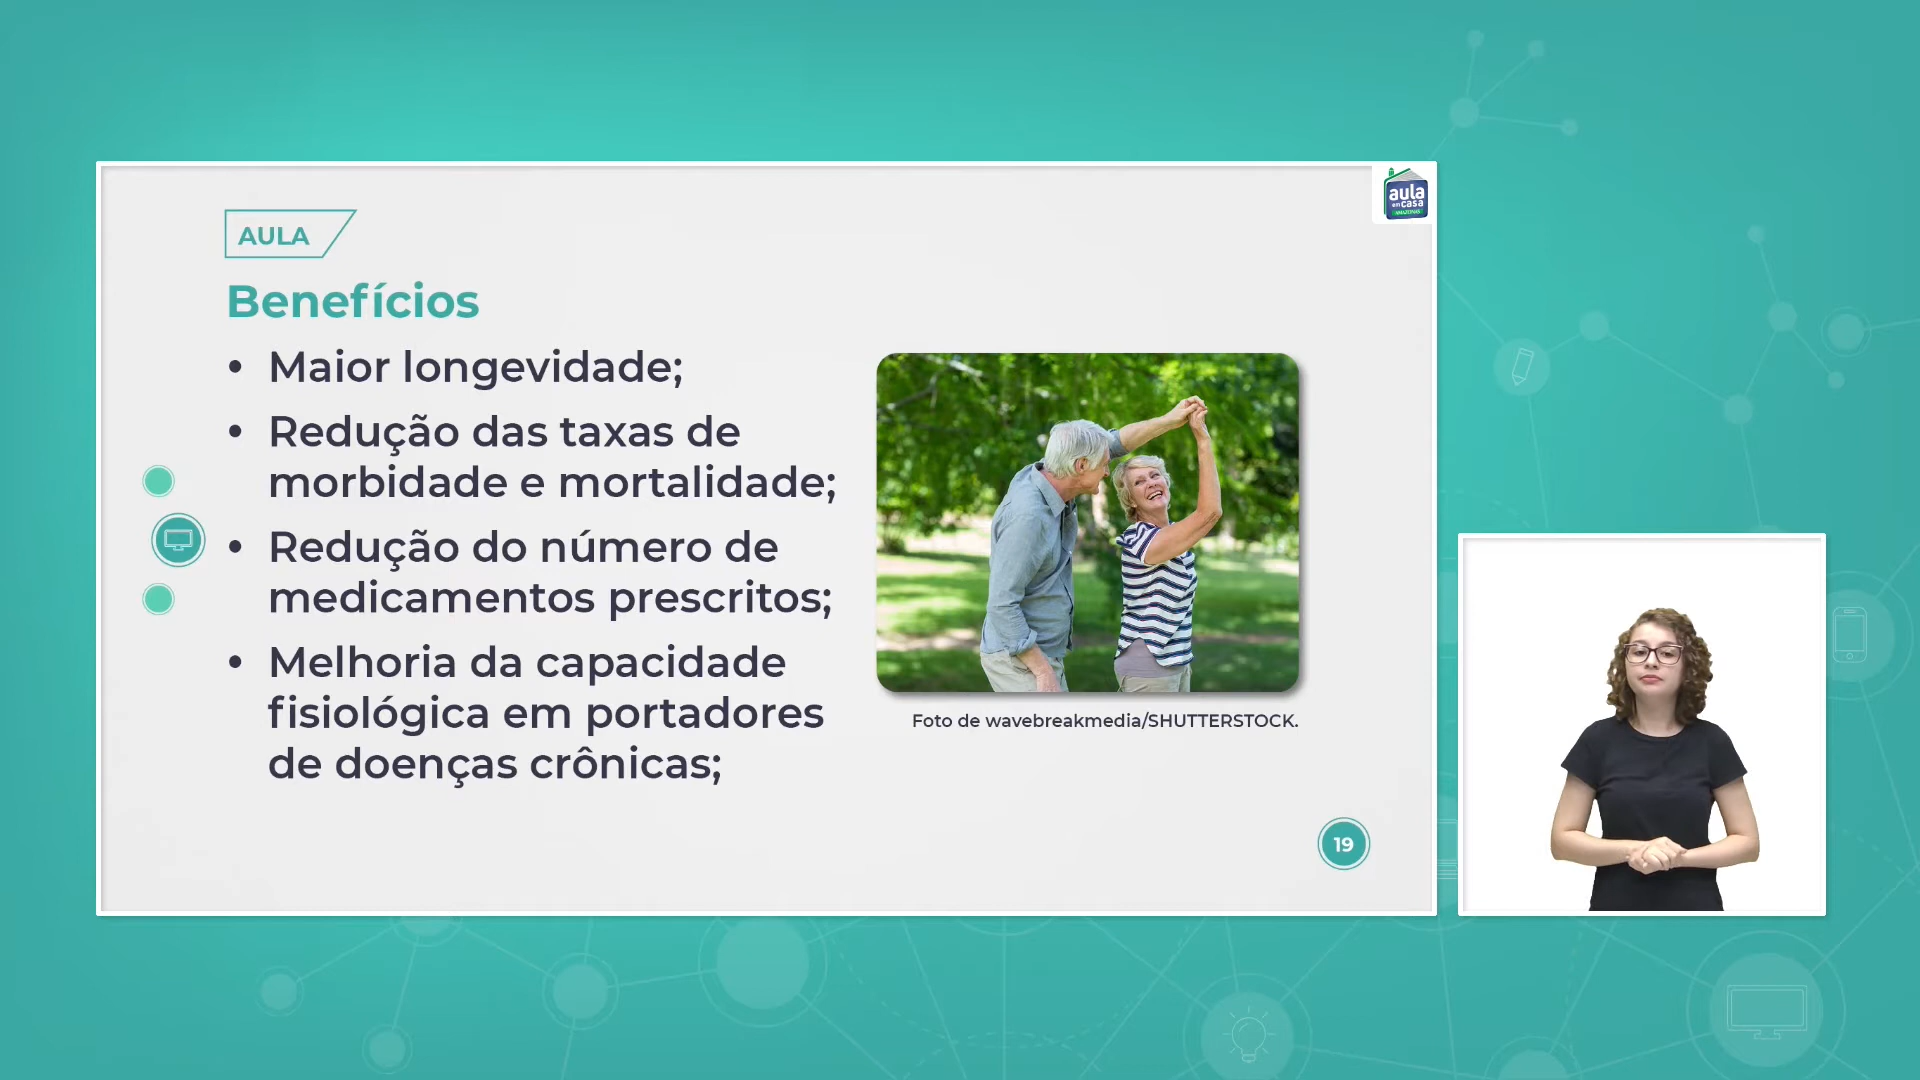 aula
em casa
AMAZONAS
AULA
Benefícios
• Maior longevidade;
• Redução das taxas de
morbidade e mortalidade;
• Redução do número de
medicamentos prescritos;
• Melhoria da capacidade
fisiológica em portadores
de doenças crônicas;
Foto de wavebreakmedia/SHUTTERSTOCK.
19